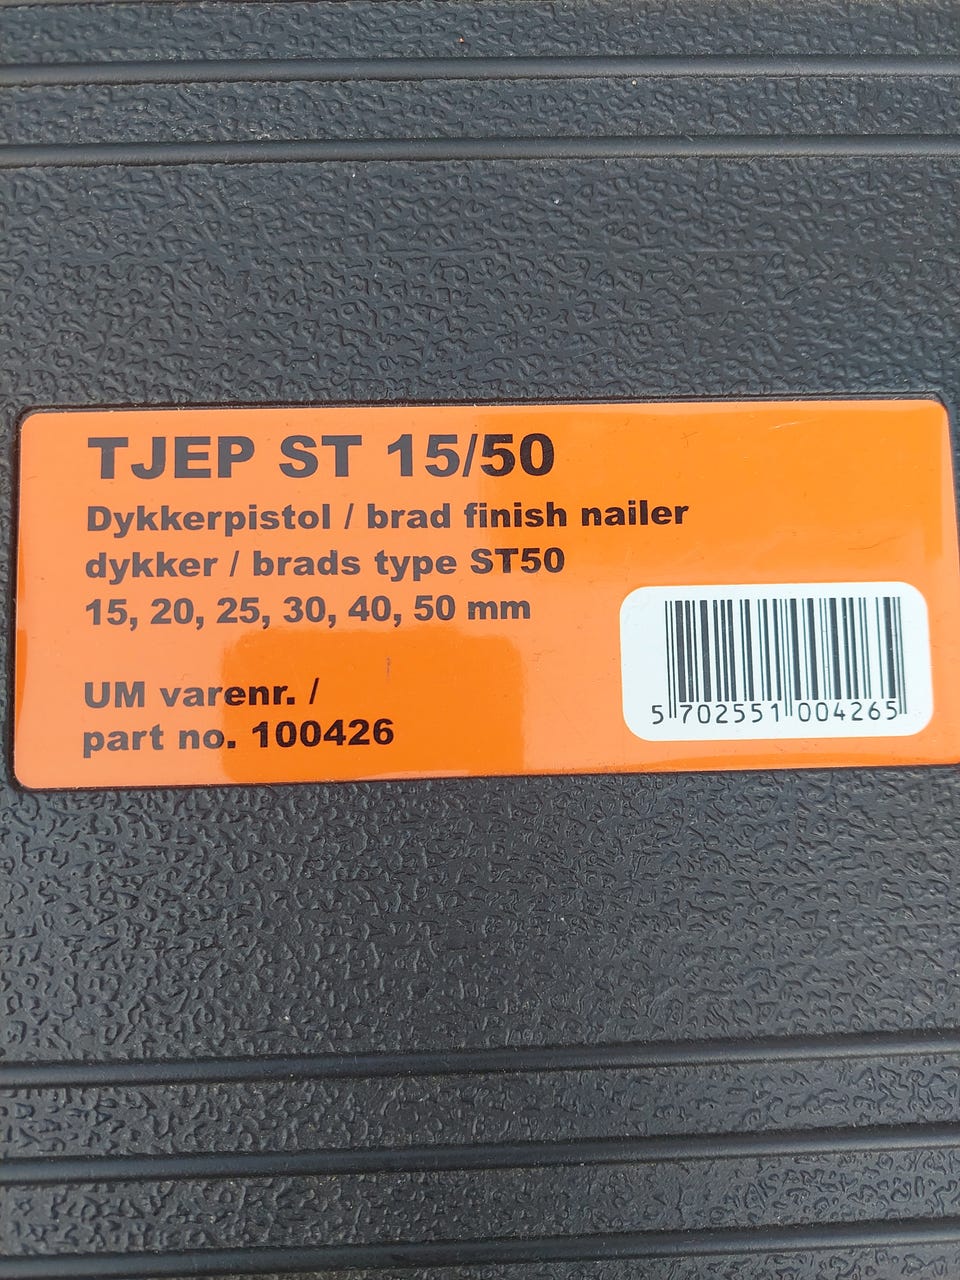 TJEP ST 15/50
Dykkerpistol / brad finish nailer
dykker / brads type ST50
15, 20, 25, 30, 40, 50 mm
UM varenr. /
part no. 100426
5 702551 004265